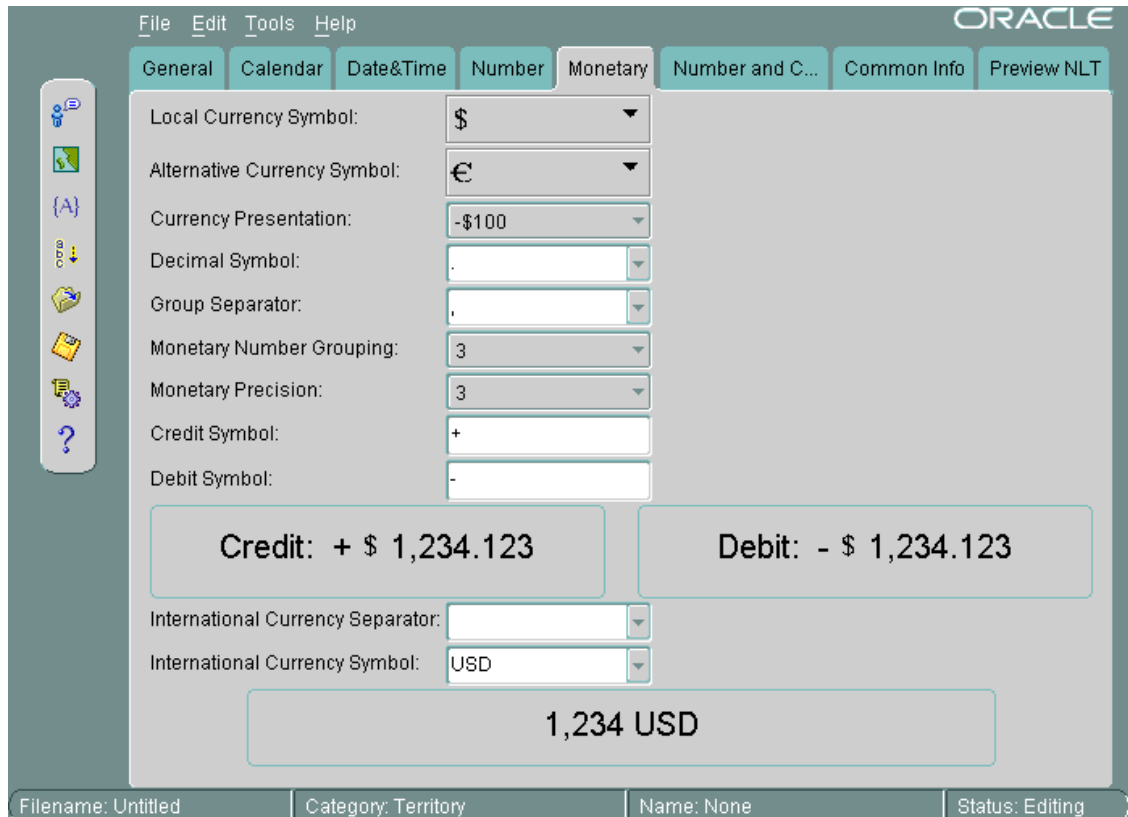 File Edit Tools Help
ORACLE
General Calendar Date&Time Number Monetary Number and C... Common Info Preview NLT
Local Currency Symbol: $
Alternative Currency Symbol: €
Currency Presentation: -$100
Decimal Symbol: .
Group Separator: ,
Monetary Number Grouping: 3
Monetary Precision: 3
Credit Symbol: +
Debit Symbol: -
Credit: + $ 1,234.123 Debit: - $ 1,234.123
International Currency Separator:
International Currency Symbol: USD
1,234 USD
Filename: Untitled Category: Territory Name: None Status: Editing
{A}
a
b
c
?